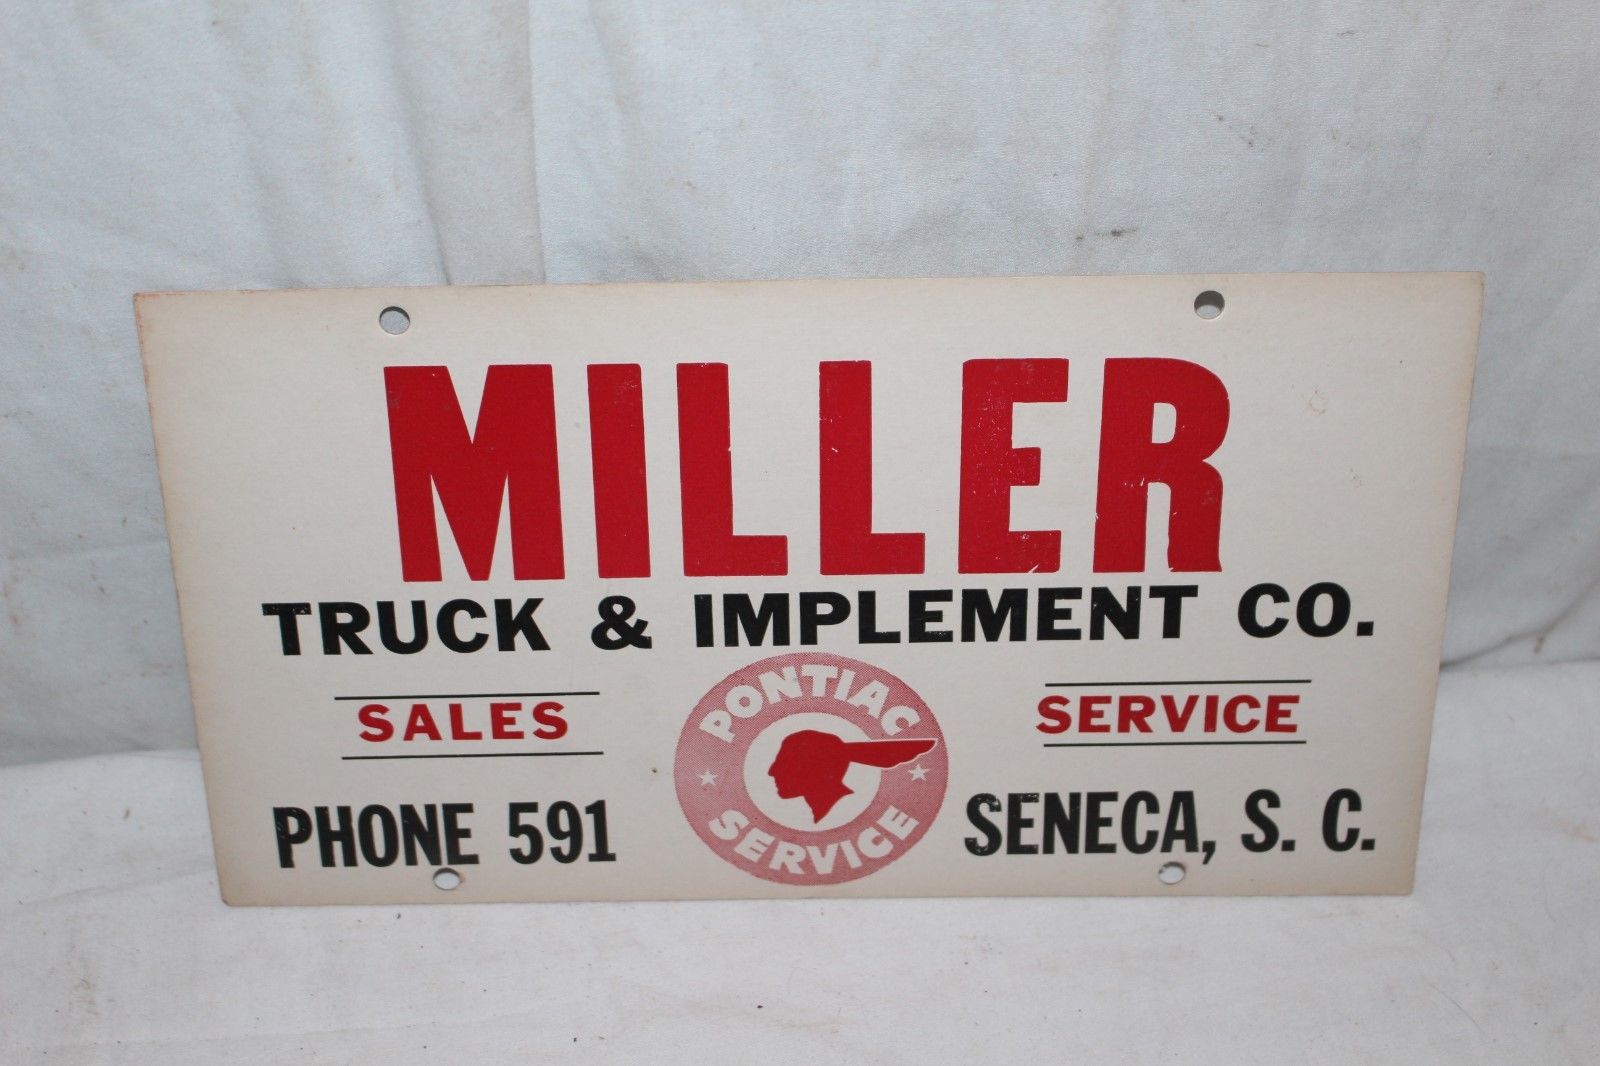 MILLER
TRUCK & IMPLEMENT CO.
SALES
PONTIAC
SERVICE
SERVICE
PHONE 591
SENECA, S. C.